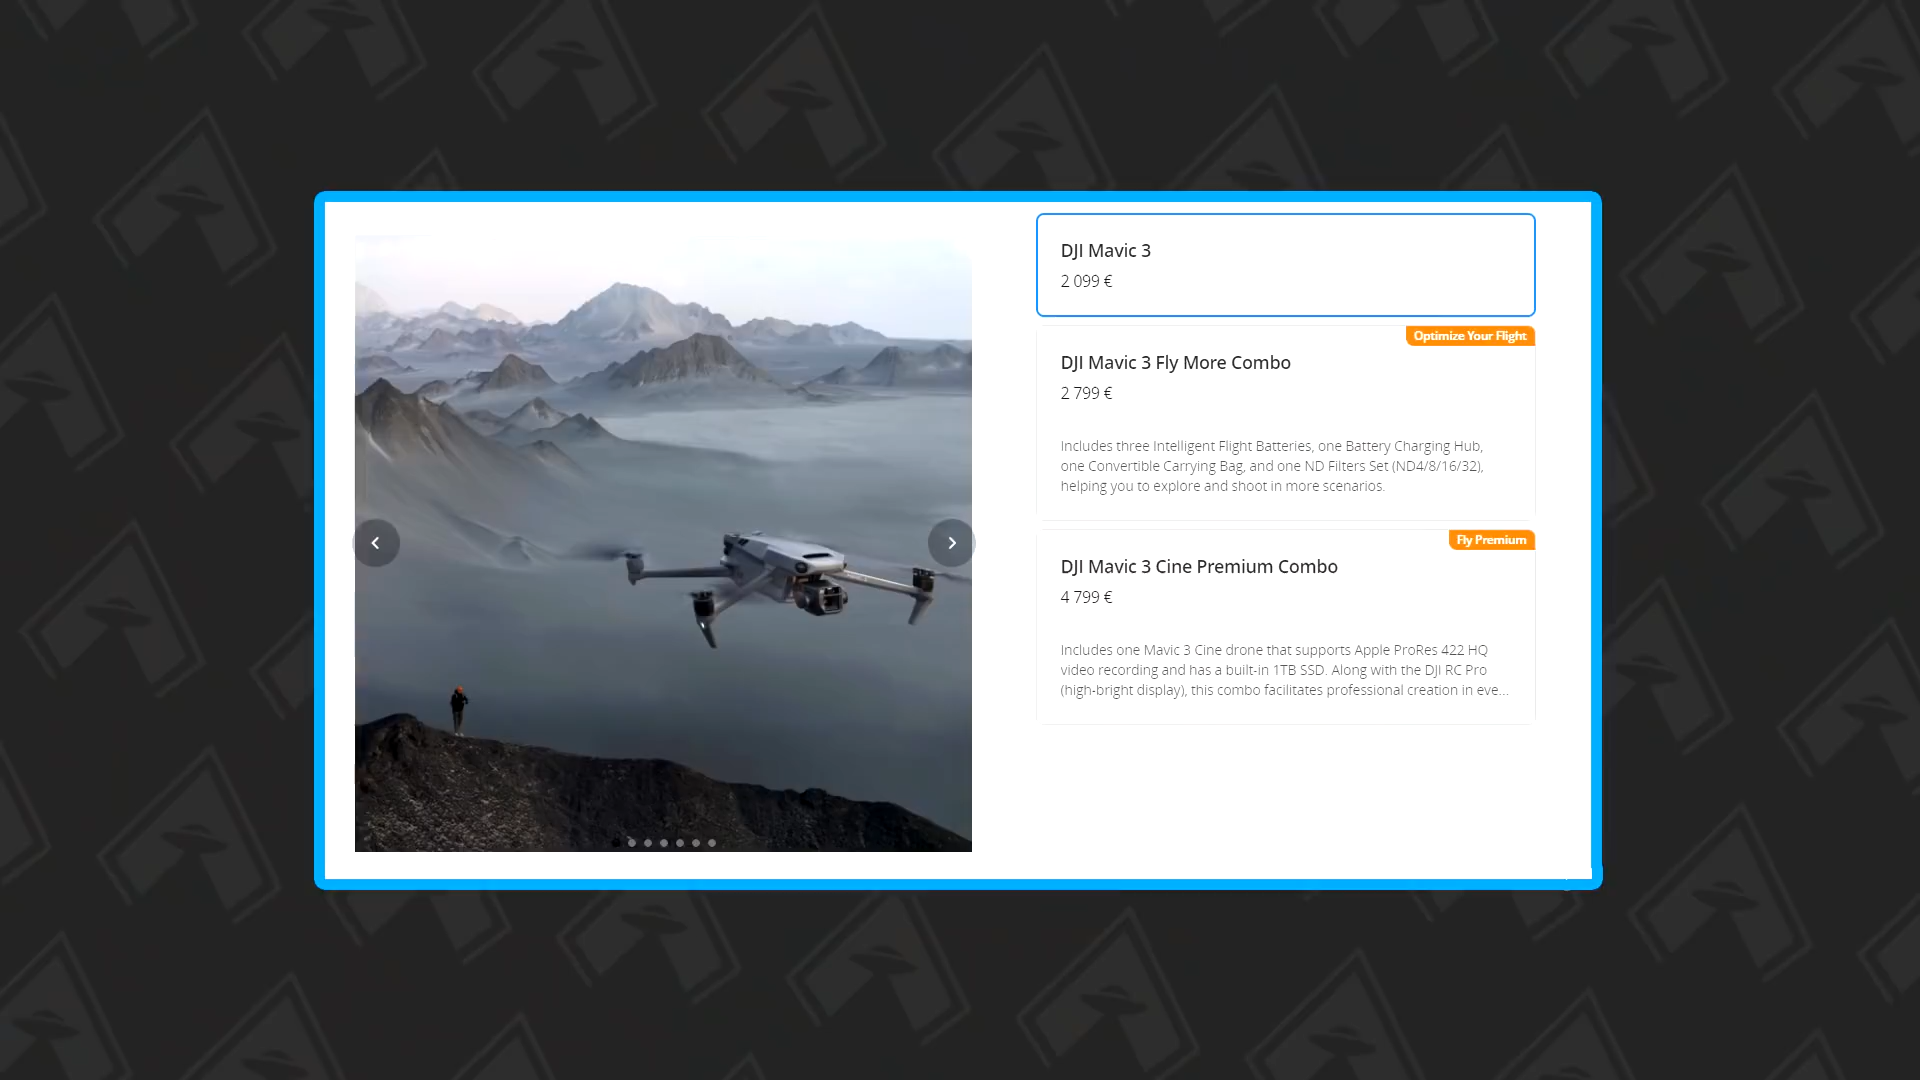 DJI Mavic 3
2 099 €
Optimize Your Flight
DJI Mavic 3 Fly More Combo
2 799 €
Includes three Intelligent Flight Batteries, one Battery Charging Hub,
one Convertible Carrying Bag, and one ND Filters Set (ND4/8/16/32),
helping you to explore and shoot in more scenarios.
Fly Premium
DJI Mavic 3 Cine Premium Combo
4 799 €
Includes one Mavic 3 Cine drone that supports Apple ProRes 422 HQ
video recording and has a built-in 1TB SSD. Along with the DJI RC Pro
(high-bright display), this combo facilitates professional creation in eve...